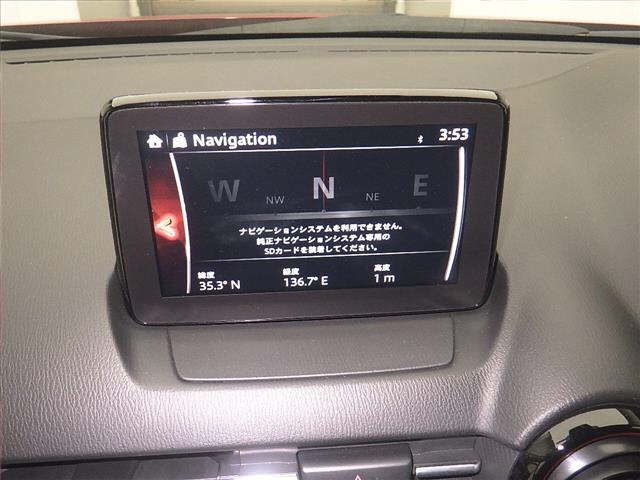 Navigation 3:53
W NW N NE E
ナビゲーションシステムを利用できません。
純正ナビゲーションシステム専用の
SDカードを装着してください。
緯度 経度 高度
35.3° N 136.7° E 1 m